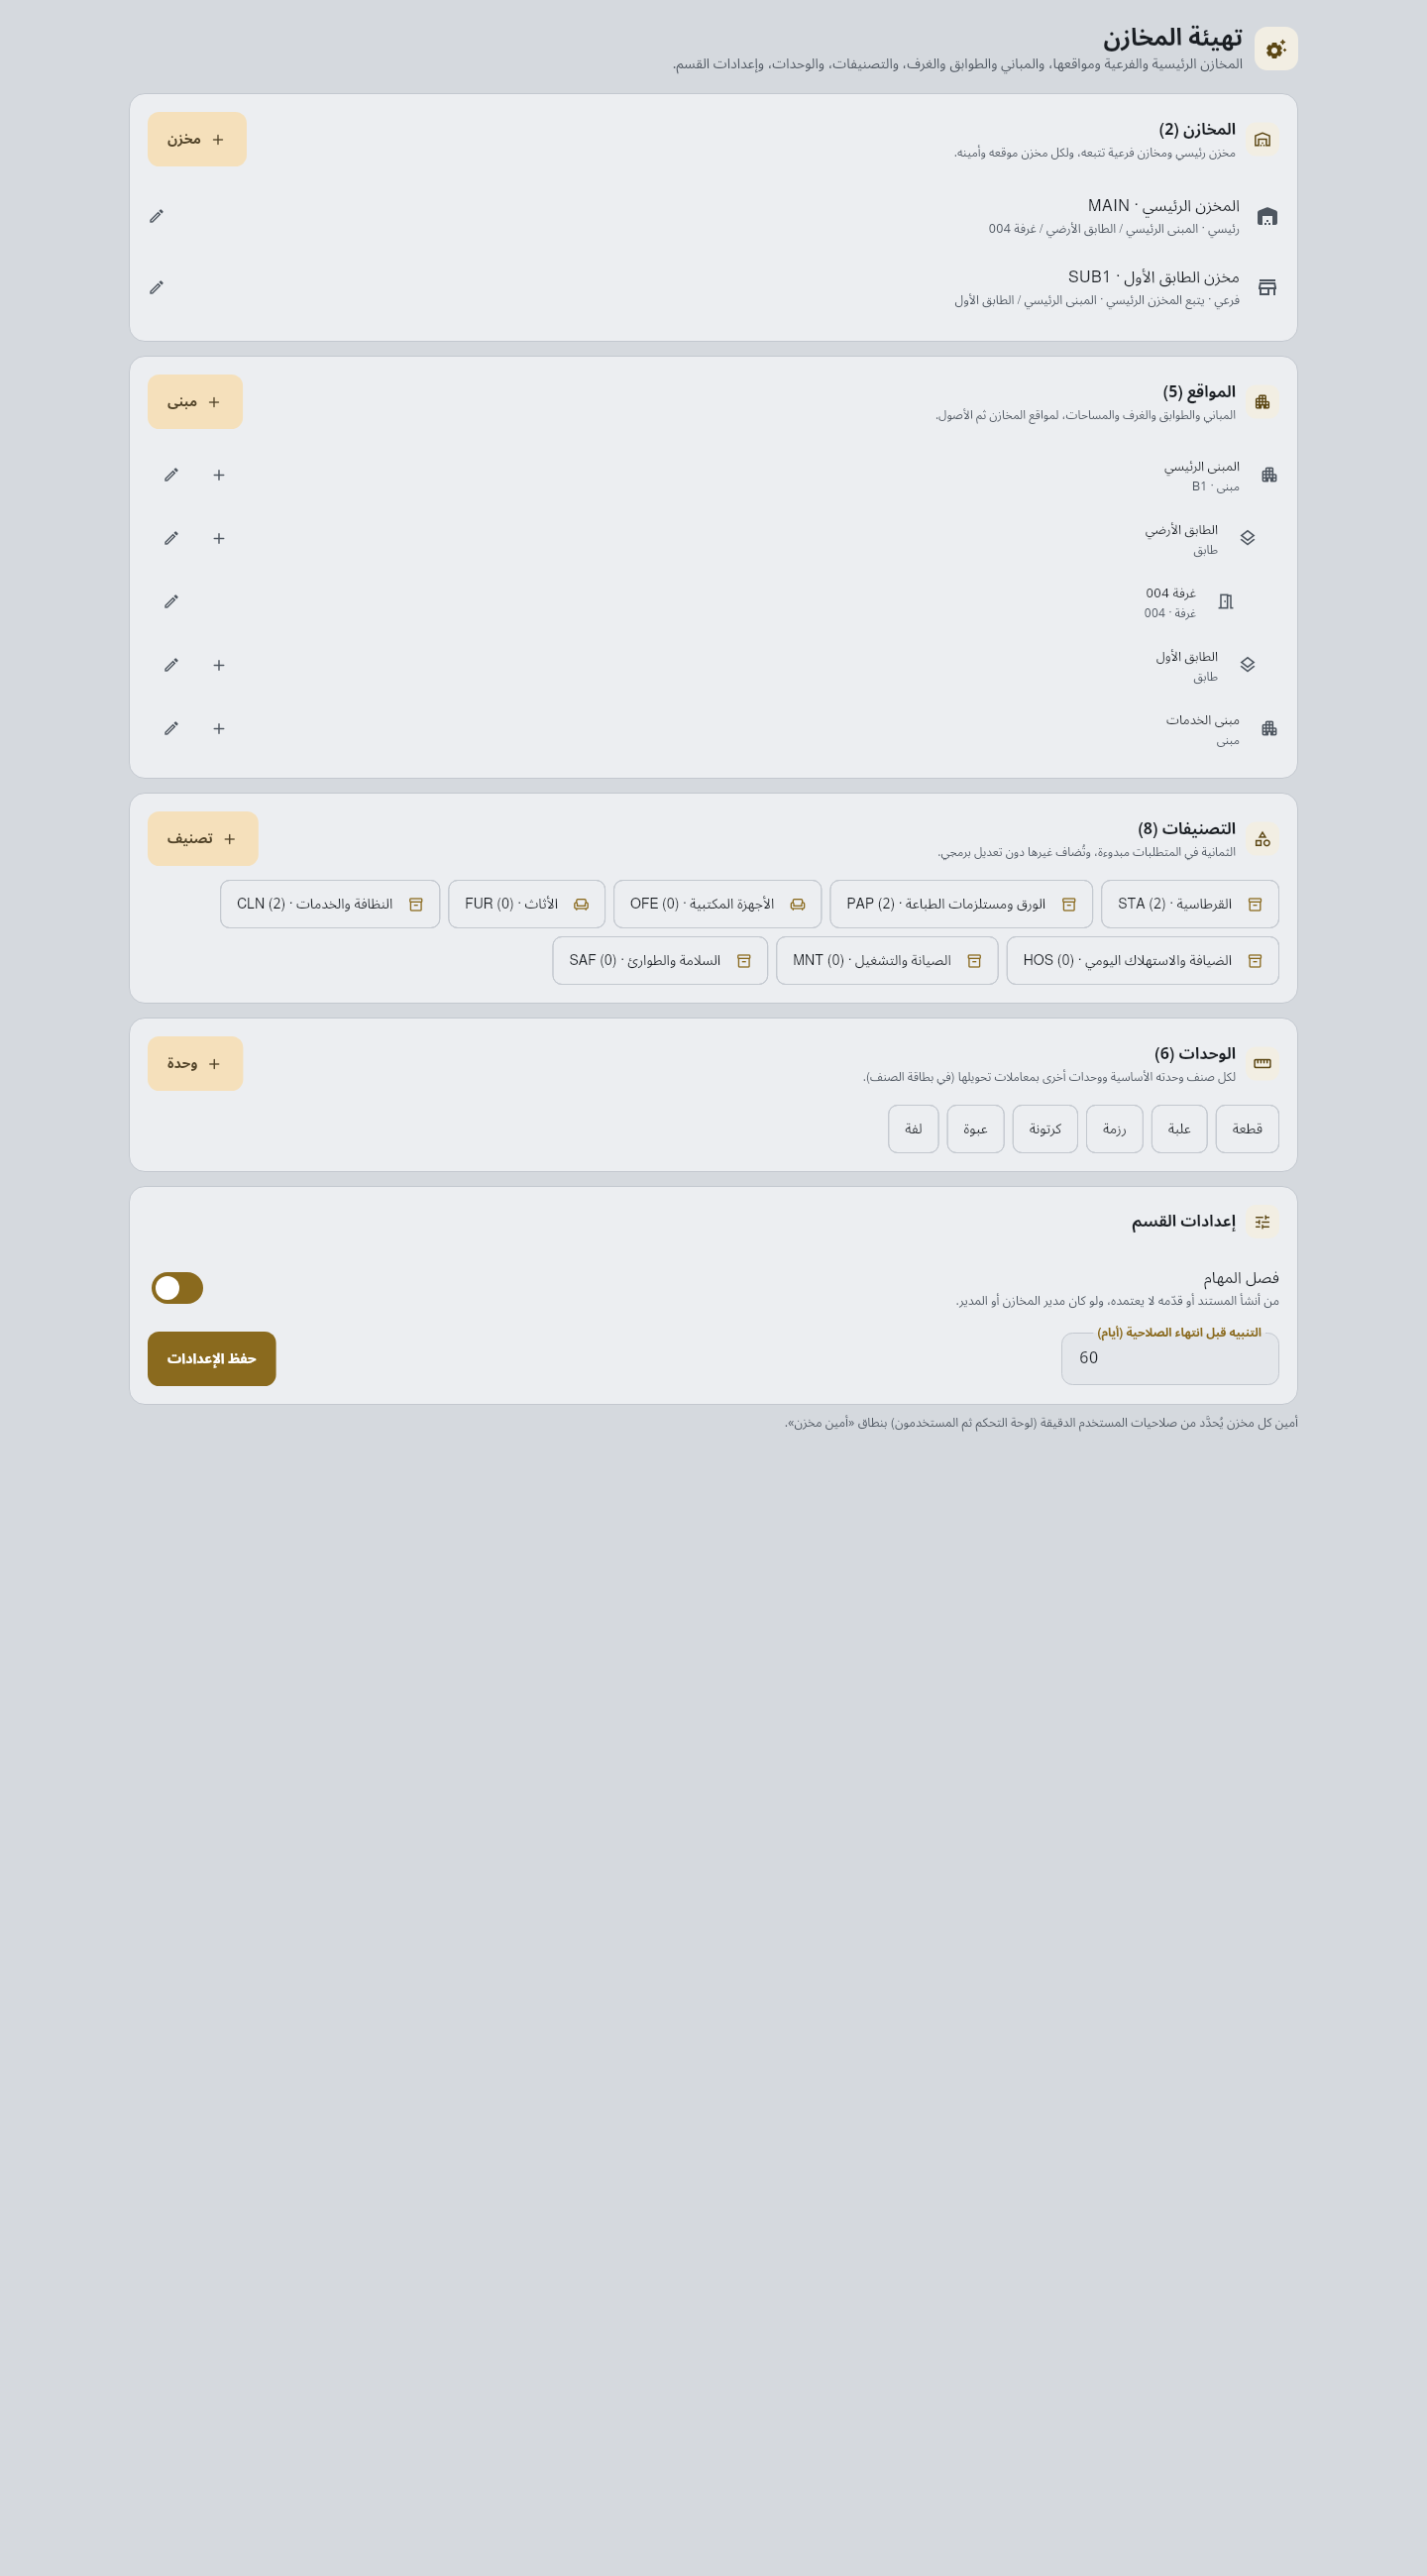 تهيئة المخازن
المخازن الرئيسية والفرعية ومواقعها، والمباني والطوابق والغرف، والتصنيفات، والوحدات، وإعدادات القسم.
المخازن (2)
مخزن رئيسي ومخازن فرعية تتبعه، ولكل مخزن موقعه وأمينه.
مخزن
المخزن الرئيسي · MAIN
رئيسي · المبنى الرئيسي / الطابق الأرضي / غرفة 004
مخزن الطابق الأول · SUB1
فرعي · يتبع المخزن الرئيسي · المبنى الرئيسي / الطابق الأول
المواقع (5)
المباني والطوابق والغرف والمساحات، لمواقع المخازن ثم الأصول.
مبنى
المبنى الرئيسي
مبنى · B1
الطابق الأرضي
طابق
غرفة 004
غرفة · 004
الطابق الأول
طابق
مبنى الخدمات
مبنى
التصنيفات (8)
الثمانية في المتطلبات مبدوءة، وتُضاف غيرها دون تعديل برمجي.
تصنيف
القرطاسية · STA (2)
الورق ومستلزمات الطباعة · PAP (2)
الأجهزة المكتبية · OFE (0)
الأثاث · FUR (0)
النظافة والخدمات · CLN (2)
الضيافة والاستهلاك اليومي · HOS (0)
الصيانة والتشغيل · MNT (0)
السلامة والطوارئ · SAF (0)
الوحدات (6)
لكل صنف وحدته الأساسية ووحدات أخرى بمعاملات تحويلها (في بطاقة الصنف).
وحدة
قطعة
علبة
رزمة
كرتونة
عبوة
لفة
إعدادات القسم
فصل المهام
من أنشأ المستند أو قدّمه لا يعتمده، ولو كان مدير المخازن أو المدير.
التنبيه قبل انتهاء الصلاحية (أيام)
60
حفظ الإعدادات
أمين كل مخزن يُحدَّد من صلاحيات المستخدم الدقيقة (لوحة التحكم ثم المستخدمون) بنطاق «أمين مخزن».